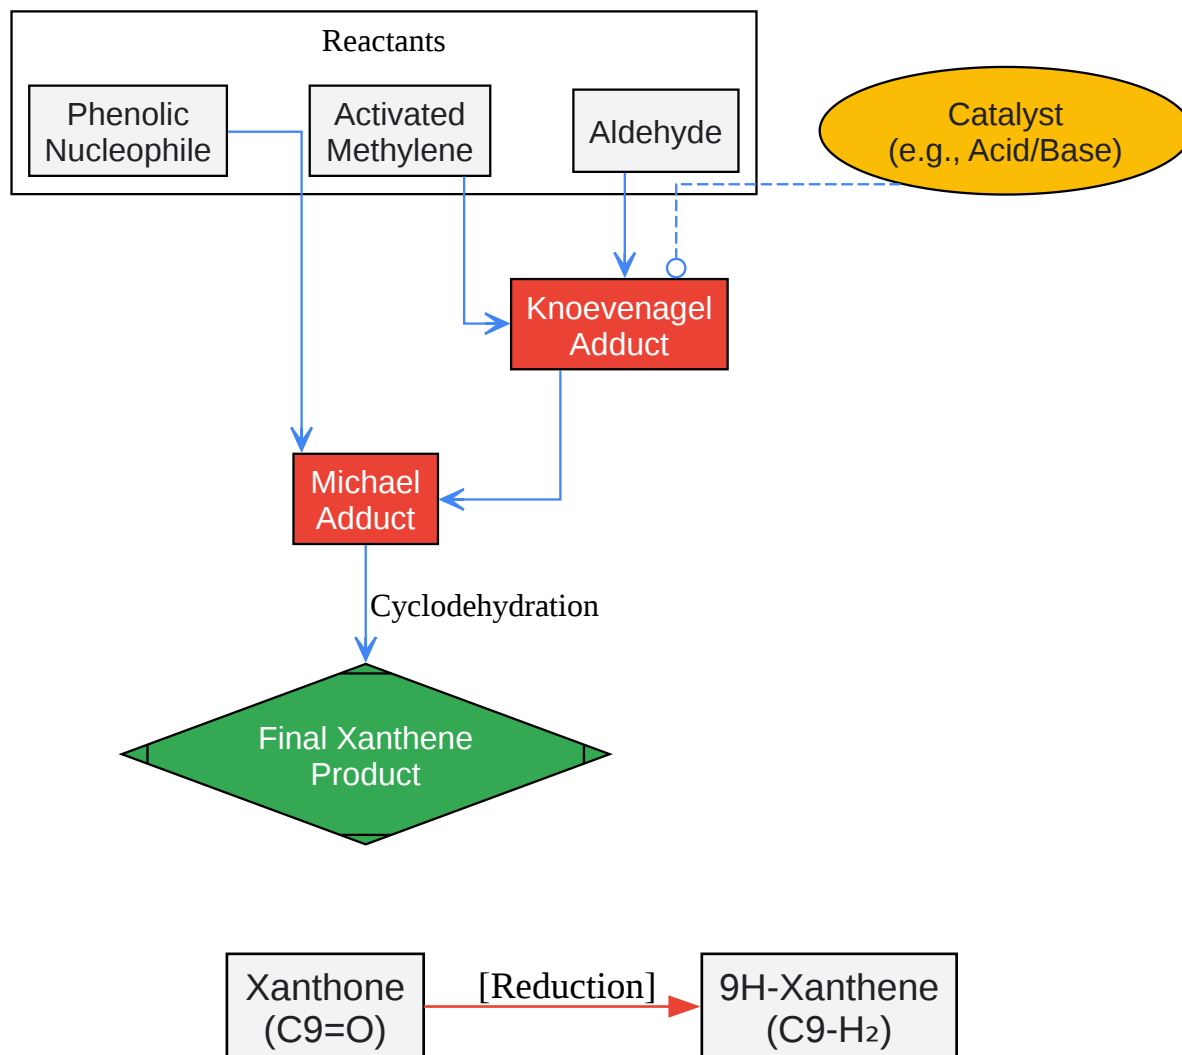 Reactants
Phenolic
Nucleophile
Activated
Methylene
Aldehyde
Catalyst
(e.g., Acid/Base)
Knoevenagel
Adduct
Michael
Adduct
Cyclodehydration
Final Xanthene
Product
Xanthone
(C9=O)
[Reduction]
9H-Xanthene
(C9-H₂)